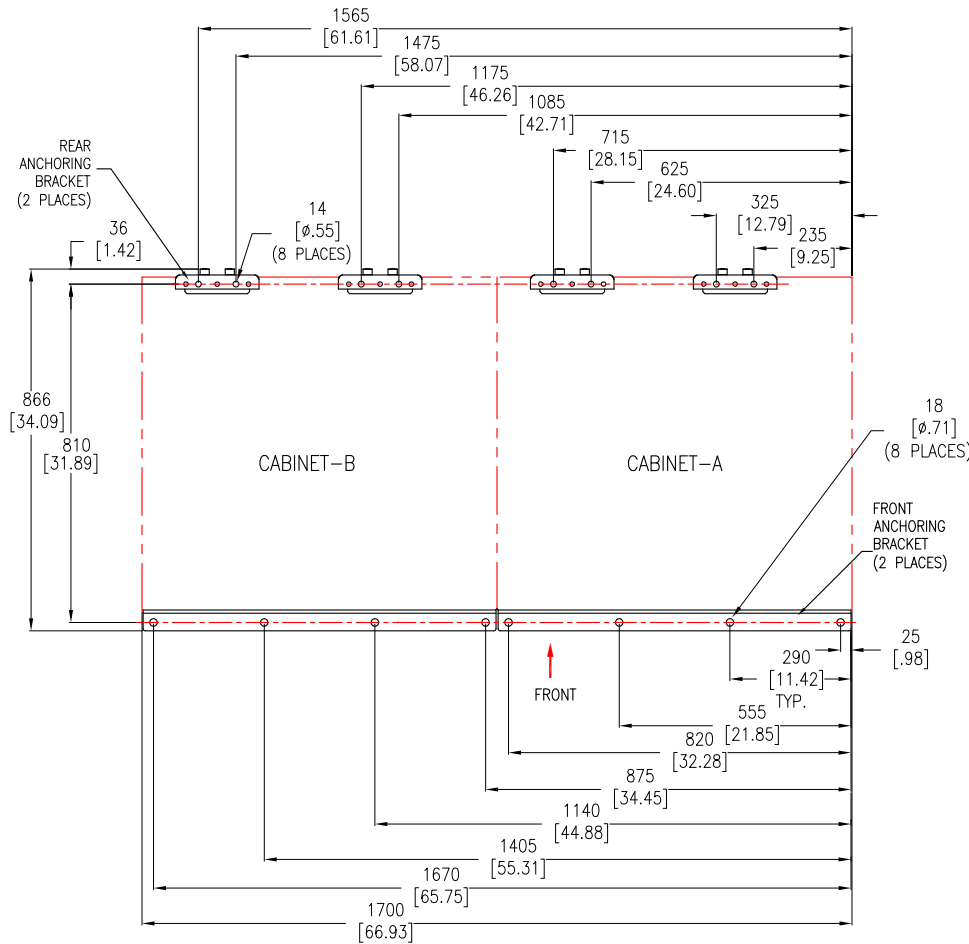 1565
[61.61]
1475
[58.07]
1175
[46.26]
1085
[42.71]
715
[28.15]
625
[24.60]
325
[12.79]
235
[9.25]
REAR
ANCHORING
BRACKET
(2 PLACES)
36
[1.42]
14
[ø.55]
(8 PLACES)
866
[34.09]
810
[31.89]
CABINET-B
CABINET-A
18
[ø.71]
(8 PLACES)
FRONT
ANCHORING
BRACKET
(2 PLACES)
FRONT
25
[.98]
290
[11.42]
TYP.
555
[21.85]
820
[32.28]
875
[34.45]
1140
[44.88]
1405
[55.31]
1670
[65.75]
1700
[66.93]